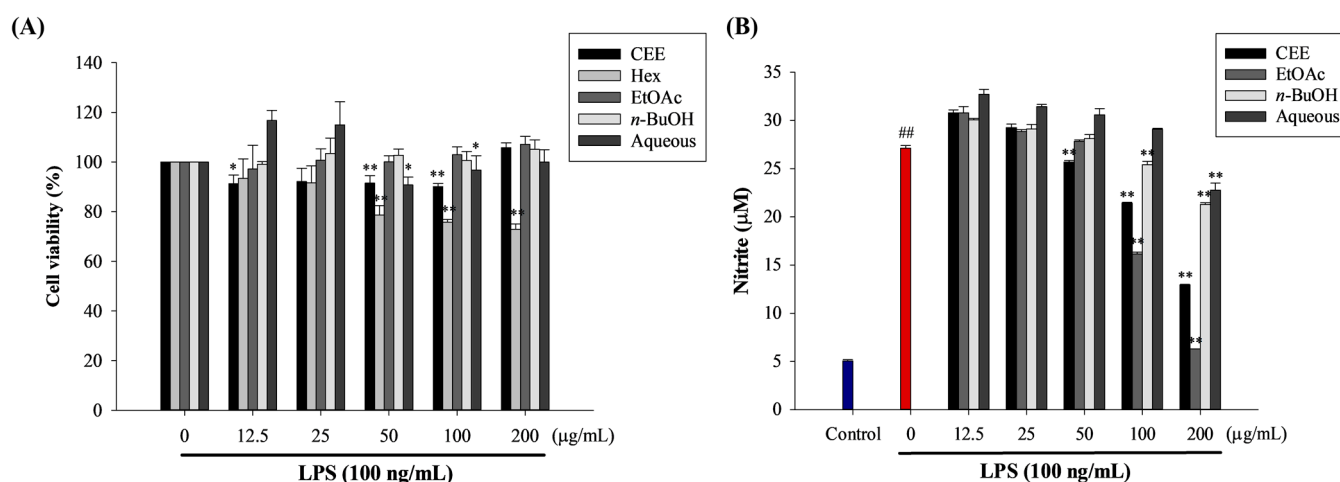 (A)
CEE
Hex
EtOAc
n-BuOH
Aqueous
Cell viability (%)
140
120
100
80
60
40
20
0
*
**
**
*
**
**
*
**
0
12.5
25
50
100
200
(μg/mL)
LPS (100 ng/mL)
(B)
CEE
EtOAc
n-BuOH
Aqueous
Nitrite (μM)
35
30
25
20
15
10
5
0
##
**
**
**
**
**
**
**
**
Control
0
12.5
25
50
100
200
(μg/mL)
LPS (100 ng/mL)